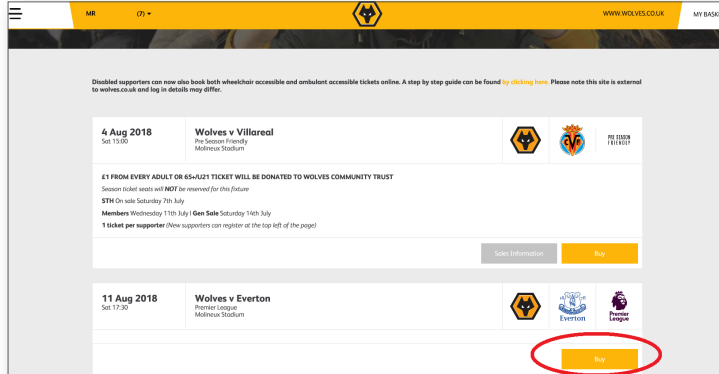 MR (7)
WWW.WOLVES.CO.UK
MY BASK
Disabled supporters can now also book both wheelchair accessible and ambulant accessible tickets online. A step by step guide can be found by clicking here. Please note this site is external
to wolves.co.uk and log in details may differ.
4 Aug 2018
Sat 15:00
Wolves v Villareal
Pre Season Friendly
Molineux Stadium
PRE SEASON
FRIENDLY
£1 FROM EVERY ADULT OR 65+/U21 TICKET WILL BE DONATED TO WOLVES COMMUNITY TRUST
Season ticket seats will NOT be reserved for this fixture
STH On sale Saturday 7th July
Members Wednesday 11th July I Gen Sale Saturday 14th July
1 ticket per supporter (New supporters can register at the top left of the page)
Sales Information
Buy
11 Aug 2018
Sat 17:30
Wolves v Everton
Premier League
Molineux Stadium
Everton
Premier
League
Buy